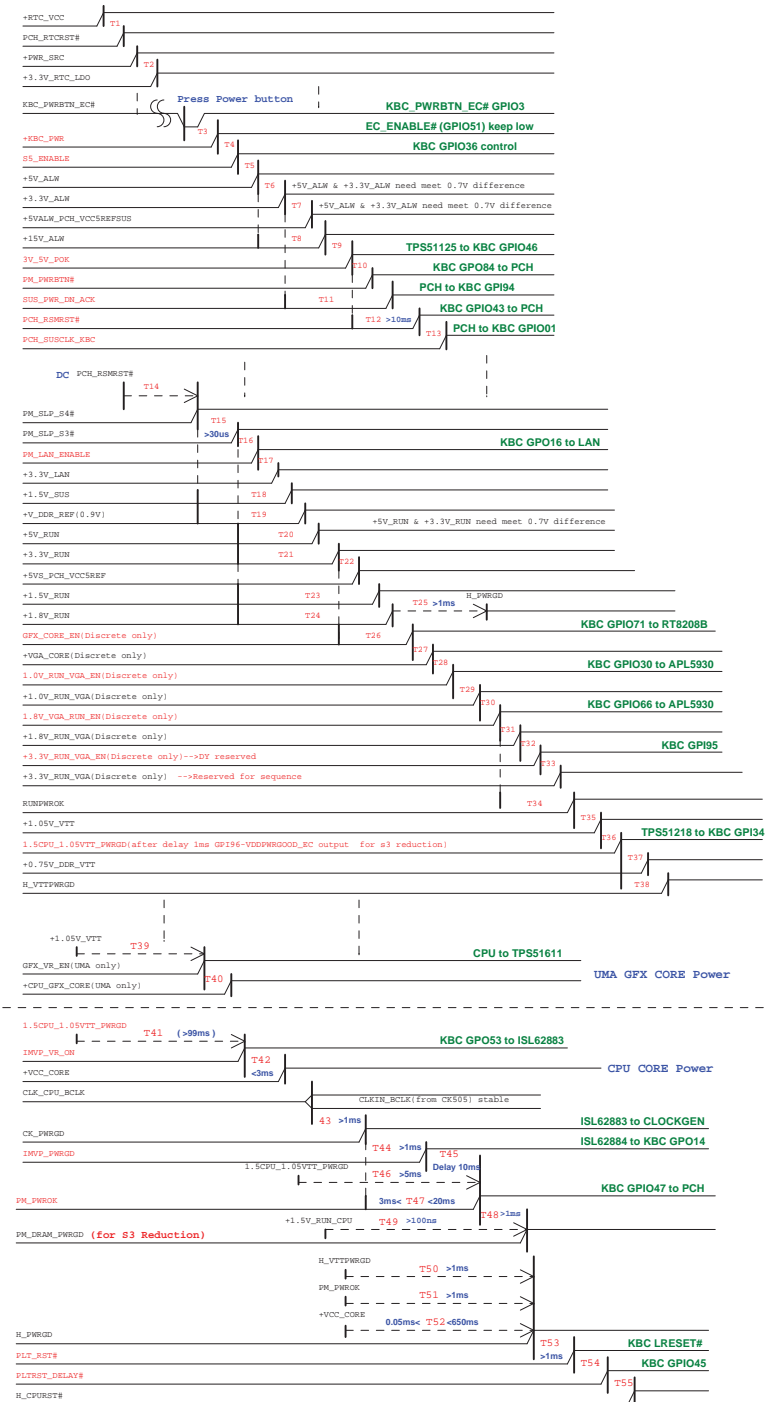 +RTC_VCC
T1
PCH_RTCRST#
+PWR_SRC
T2
+3.3V_RTC_LDO
KBC_PWRBTN_EC#
Press Power button
KBC_PWRBTN_EC# GPIO3
T3
EC_ENABLE# (GPIO51) keep low
+KBC_PWR
T4
KBC GPIO36 control
S5_ENABLE
T5
+5V_ALW
T6
+5V_ALW & +3.3V_ALW need meet 0.7V difference
+3.3V_ALW
T7
+5V_ALW & +3.3V_ALW need meet 0.7V difference
+5VALW_PCH_VCC5REFSUS
+15V_ALW
T8
T9
TPS51125 to KBC GPIO46
3V_5V_POK
T10
KBC GPO84 to PCH
PM_PWRBTN#
PCH to KBC GPI94
SUS_PWR_DN_ACK
T11
KBC GPIO43 to PCH
PCH_RSMRST#
T12 >10ms
T13
PCH to KBC GPIO01
PCH_SUSCLK_KBC
DC PCH_RSMRST#
T14
PM_SLP_S4#
T15
PM_SLP_S3#
>30us
T16
KBC GPO16 to LAN
PM_LAN_ENABLE
T17
+3.3V_LAN
+1.5V_SUS
T18
+V_DDR_REF(0.9V)
T19
+5V_RUN & +3.3V_RUN need meet 0.7V difference
+5V_RUN
T20
+3.3V_RUN
T21
T22
+5VS_PCH_VCC5REF
+1.5V_RUN
T23
T25 >1ms
H_PWRGD
+1.8V_RUN
T24
KBC GPIO71 to RT8208B
GFX_CORE_EN(Discrete only)
T26
+VGA_CORE(Discrete only)
T27
T28
KBC GPIO30 to APL5930
1.0V_RUN_VGA_EN(Discrete only)
T29
+1.0V_RUN_VGA(Discrete only)
T30
KBC GPIO66 to APL5930
1.8V_VGA_RUN_EN(Discrete only)
T31
+1.8V_RUN_VGA(Discrete only)
T32
KBC GPI95
+3.3V_RUN_VGA_EN(Discrete only)-->DY reserved
T33
+3.3V_RUN_VGA(Discrete only) -->Reserved for sequence
RUNPWROK
T34
+1.05V_VTT
T35
TPS51218 to KBC GPI34
1.5CPU_1.05VTT_PWRGD(after delay 1ms GPI96-VDDPWRGOOD_EC output for s3 reduction)
T36
+0.75V_DDR_VTT
T37
H_VTTPWRGD
T38
+1.05V_VTT
T39
CPU to TPS51611
GFX_VR_EN(UMA only)
T40
UMA GFX CORE Power
+CPU_GFX_CORE(UMA only)
1.5CPU_1.05VTT_PWRGD
T41 (>99ms)
KBC GPO53 to ISL62883
IMVP_VR_ON
T42
+VCC_CORE
<3ms
CPU CORE Power
CLK_CPU_BCLK
CLKIN_BCLK(from CK505) stable
43 >1ms
ISL62883 to CLOCKGEN
CK_PWRGD
T44 >1ms
ISL62884 to KBC GPO14
IMVP_PWRGD
T45
1.5CPU_1.05VTT_PWRGD
Delay 10ms
T46 >5ms
KBC GPIO47 to PCH
PM_PWROK
3ms< T47 <20ms
T48 >1ms
+1.5V_RUN_CPU
T49 >100ns
PM_DRAM_PWRGD (for S3 Reduction)
H_VTTPWRGD
T50 >1ms
PM_PWROK
T51 >1ms
+VCC_CORE
0.05ms< T52 <650ms
H_PWRGD
T53
KBC LRESET#
PLT_RST#
>1ms
T54
KBC GPIO45
PLTRST_DELAY#
T55
H_CPURST#